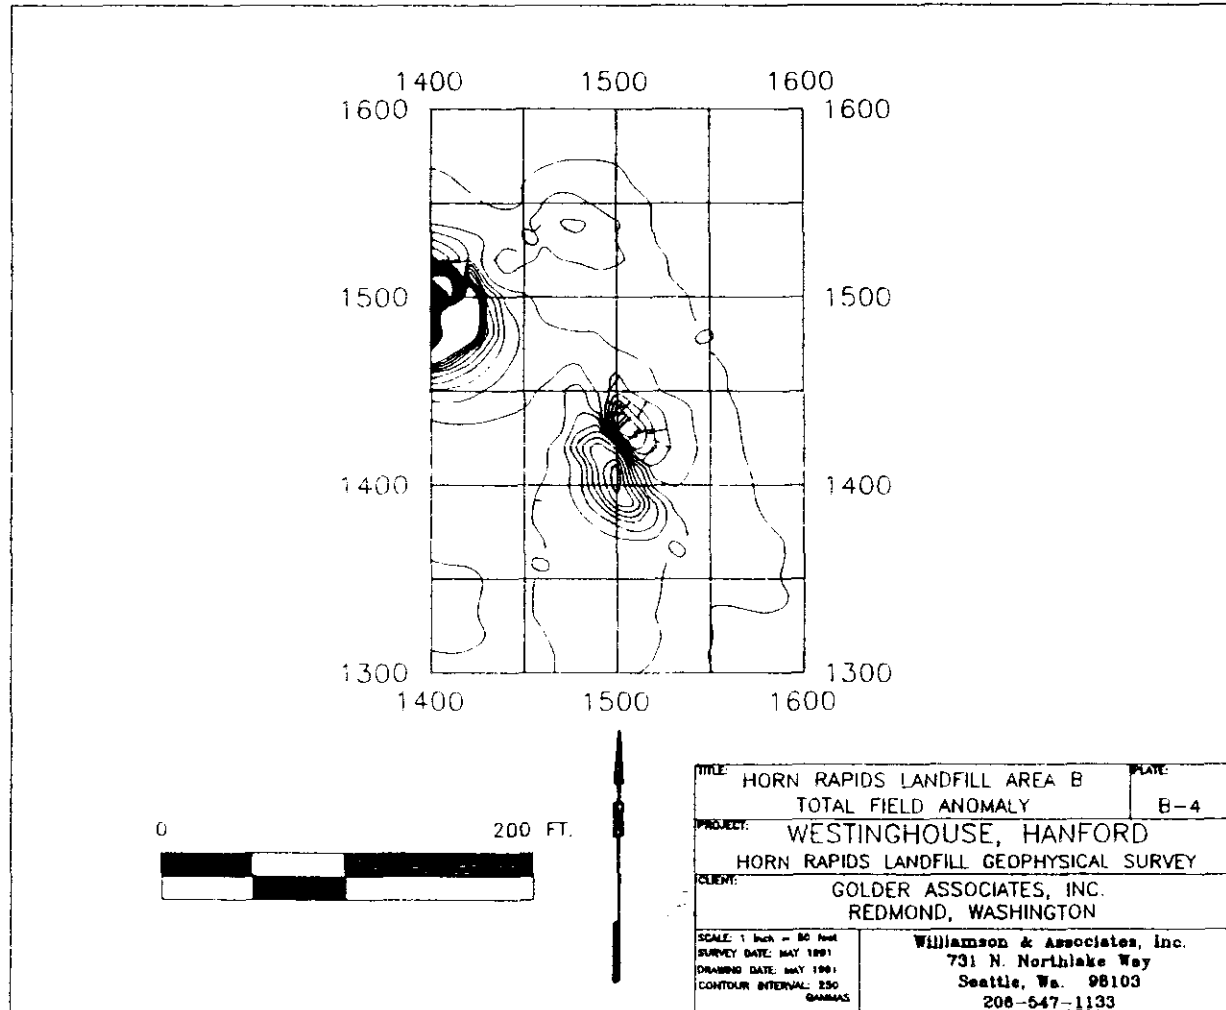 1400 1500 1600
1600 1600
1500 1500
1400 1400
1300 1300
1400 1500 1600
0 200 FT.
TITLE: HORN RAPIDS LANDFILL AREA B
TOTAL FIELD ANOMALY
PLATE:
B-4
PROJECT: WESTINGHOUSE, HANFORD
HORN RAPIDS LANDFILL GEOPHYSICAL SURVEY
CLIENT: GOLDER ASSOCIATES, INC.
REDMOND, WASHINGTON
SCALE: 1 inch = feet
SURVEY DATE: MAY 1991
DRAWING DATE: MAY 1991
CONTOUR INTERVAL: 250
GAMMAS
Williamson & Associates, Inc.
731 N. Northlake Way
Seattle, Wa. 98103
206-547-1133